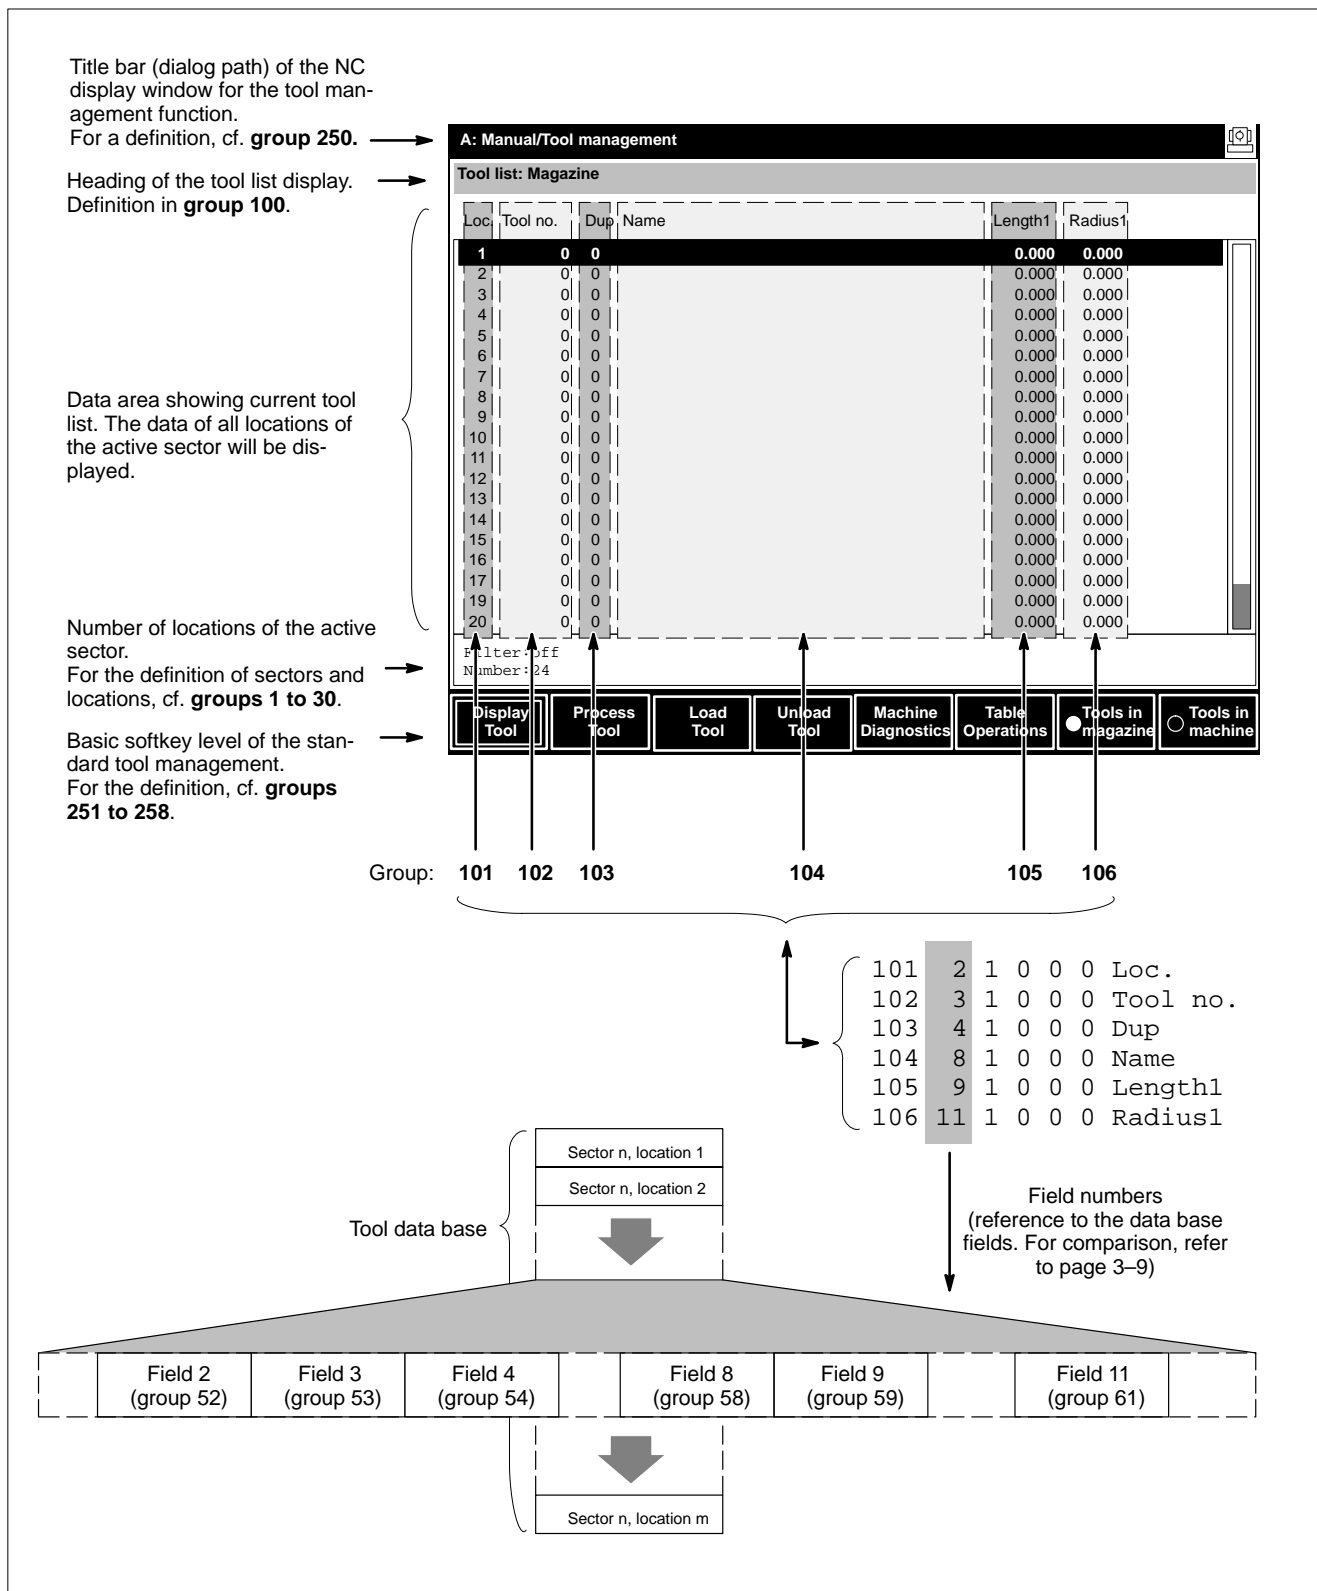 Title bar (dialog path) of the NC
display window for the tool man-
agement function.
For a definition, cf. group 250.
Heading of the tool list display.
Definition in group 100.
Data area showing current tool
list. The data of all locations of
the active sector will be dis-
played.
Number of locations of the active
sector.
For the definition of sectors and
locations, cf. groups 1 to 30.
Basic softkey level of the stan-
dard tool management.
For the definition, cf. groups
251 to 258.
A: Manual/Tool management
Tool list: Magazine
Loc. Tool no. Dup Name Length1 Radius1
1 0 0 0.000 0.000
2 0 0 0.000 0.000
3 0 0 0.000 0.000
4 0 0 0.000 0.000
5 0 0 0.000 0.000
6 0 0 0.000 0.000
7 0 0 0.000 0.000
8 0 0 0.000 0.000
9 0 0 0.000 0.000
10 0 0 0.000 0.000
11 0 0 0.000 0.000
12 0 0 0.000 0.000
13 0 0 0.000 0.000
14 0 0 0.000 0.000
15 0 0 0.000 0.000
16 0 0 0.000 0.000
17 0 0 0.000 0.000
19 0 0 0.000 0.000
20 0 0 0.000 0.000
Filter:off
Number:24
Display Tool
Process Tool
Load Tool
Unload Tool
Machine Diagnostics
Table Operations
Tools in magazine
Tools in machine
Group: 101 102 103 104 105 106
101 2 1 0 0 0 Loc.
102 3 1 0 0 0 Tool no.
103 4 1 0 0 0 Dup
104 8 1 0 0 0 Name
105 9 1 0 0 0 Length1
106 11 1 0 0 0 Radius1
Sector n, location 1
Sector n, location 2
Tool data base
Field numbers
(reference to the data base
fields. For comparison, refer
to page 3–9)
Field 2
(group 52)
Field 3
(group 53)
Field 4
(group 54)
Field 8
(group 58)
Field 9
(group 59)
Field 11
(group 61)
Sector n, location m